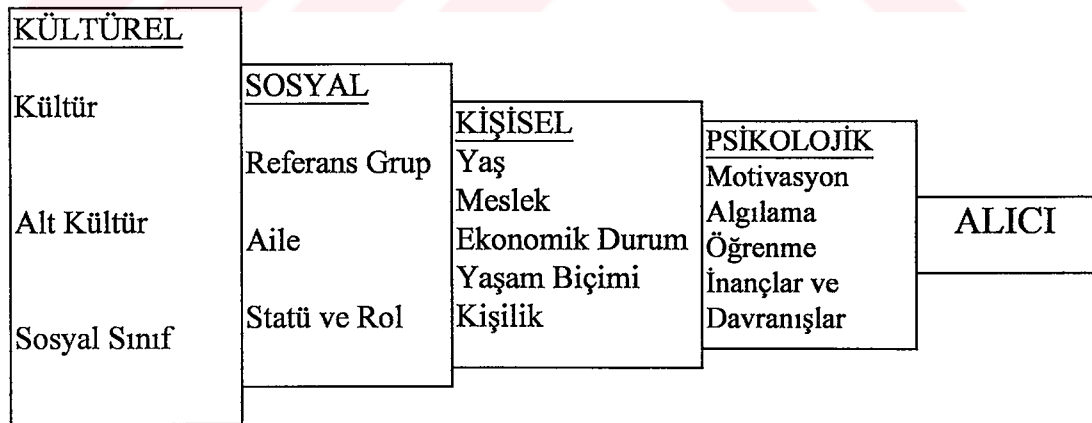 KÜLTÜREL
Kültür
Alt Kültür
Sosyal Sınıf
SOSYAL
Referans Grup
Aile
Statü ve Rol
KİŞİSEL
Yaş
Meslek
Ekonomik Durum
Yaşam Biçimi
Kişilik
PSİKOLOJİK
Motivasyon
Algılama
Öğrenme
İnançlar ve
Davranışlar
ALICI